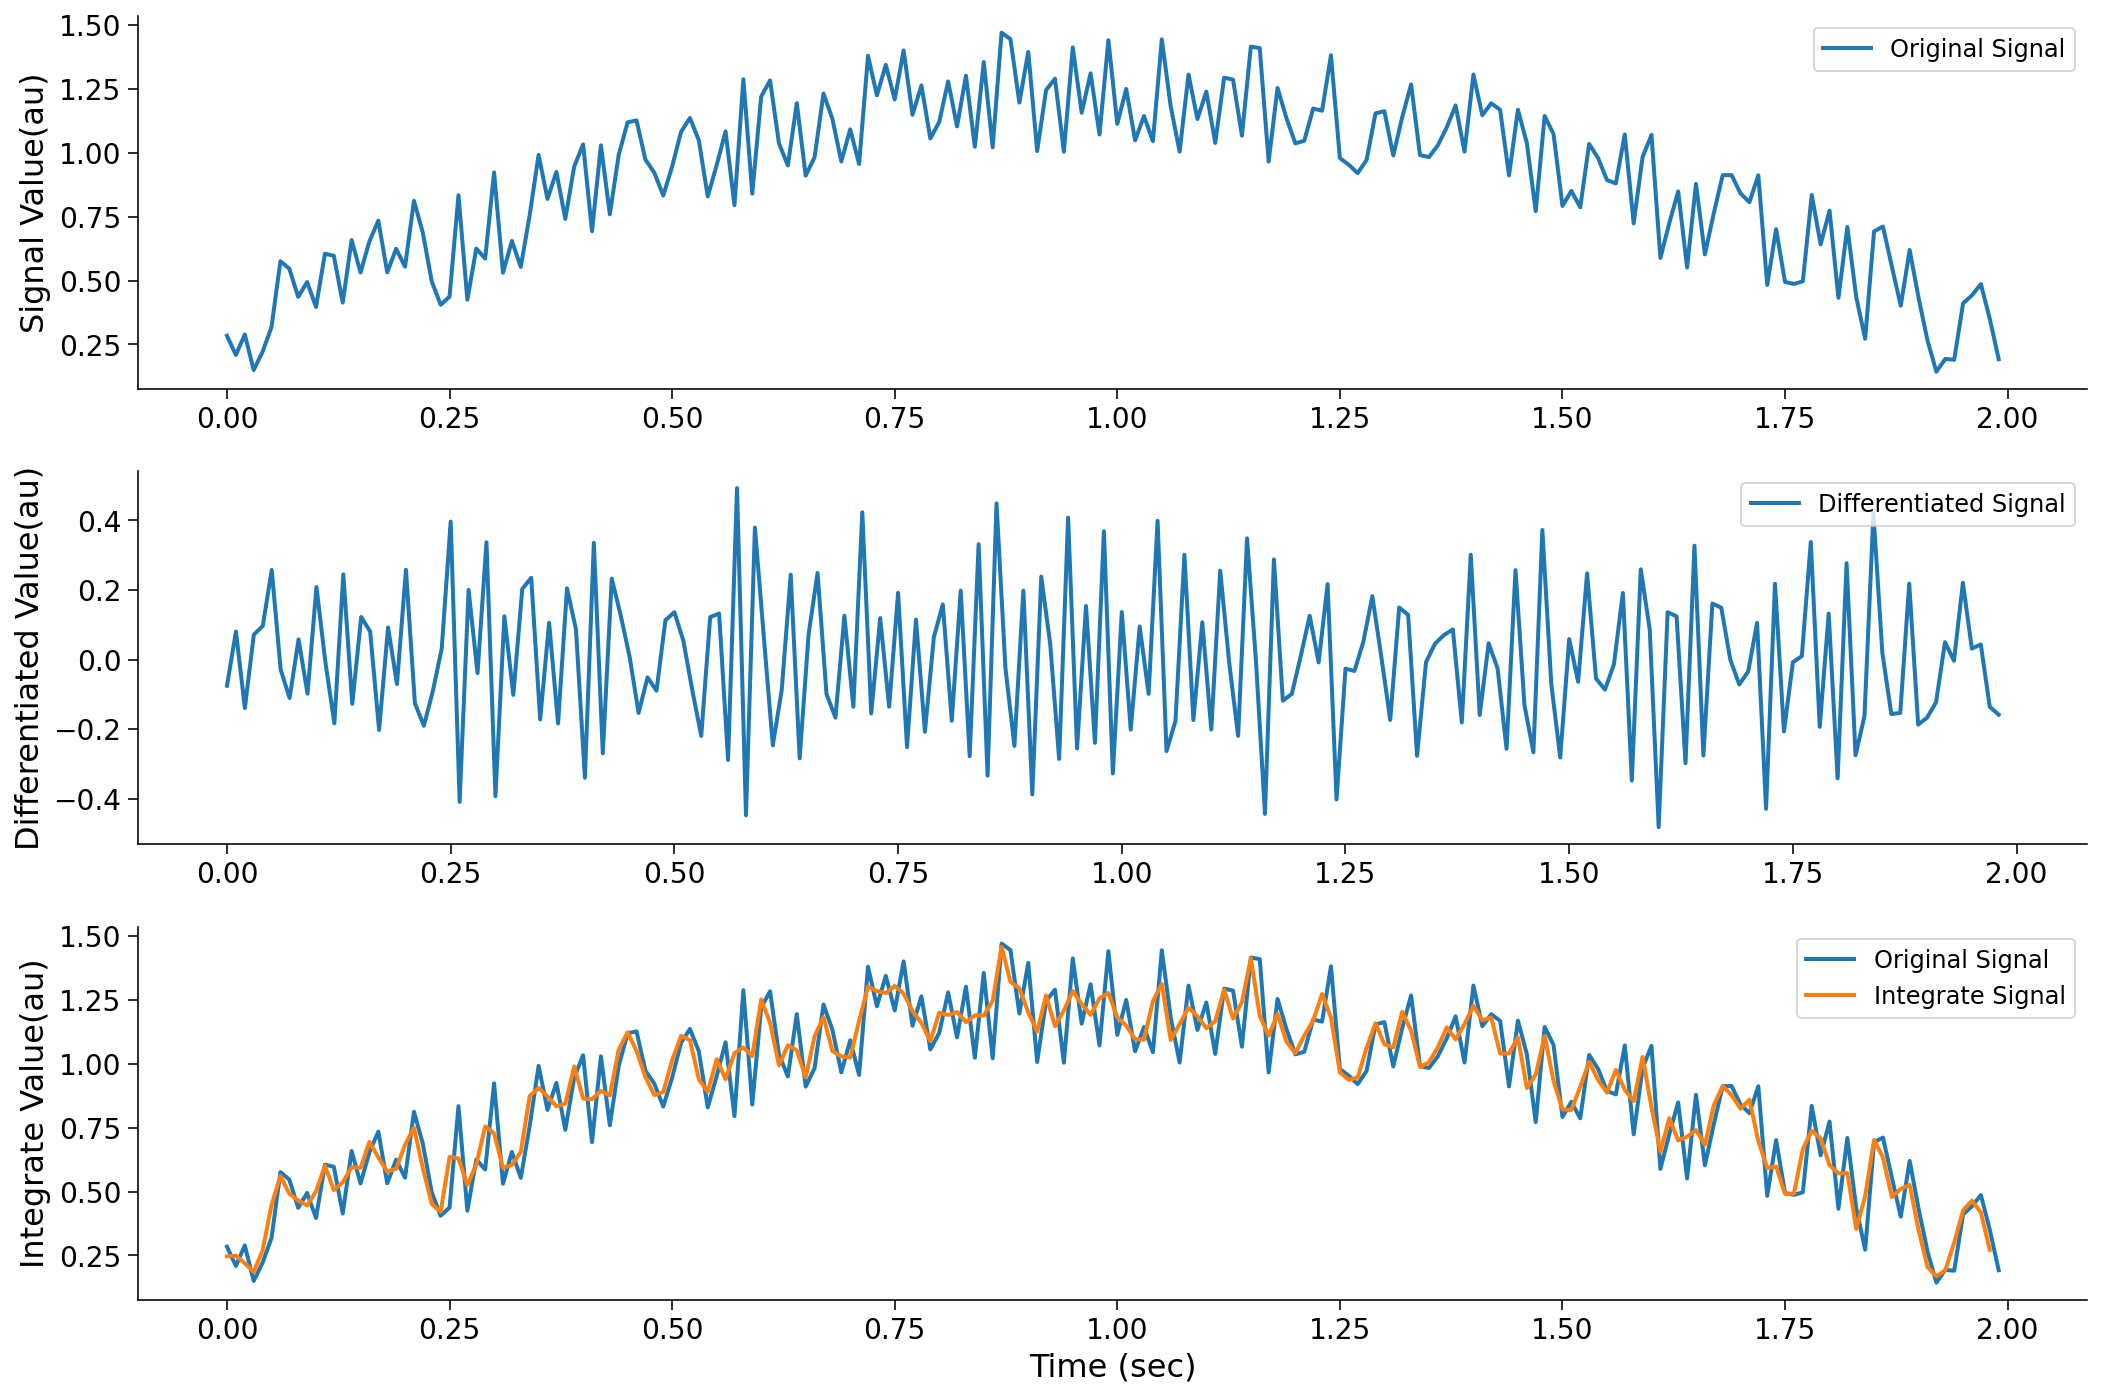 Signal Value(au)
1.50
1.25
1.00
0.75
0.50
0.25
Original Signal
0.00 0.25 0.50 0.75 1.00 1.25 1.50 1.75 2.00
Differentiated Value(au)
0.4
0.2
0.0
−0.2
−0.4
Differentiated Signal
0.00 0.25 0.50 0.75 1.00 1.25 1.50 1.75 2.00
Integrate Value(au)
1.50
1.25
1.00
0.75
0.50
0.25
Original Signal
Integrate Signal
0.00 0.25 0.50 0.75 1.00 1.25 1.50 1.75 2.00
Time (sec)